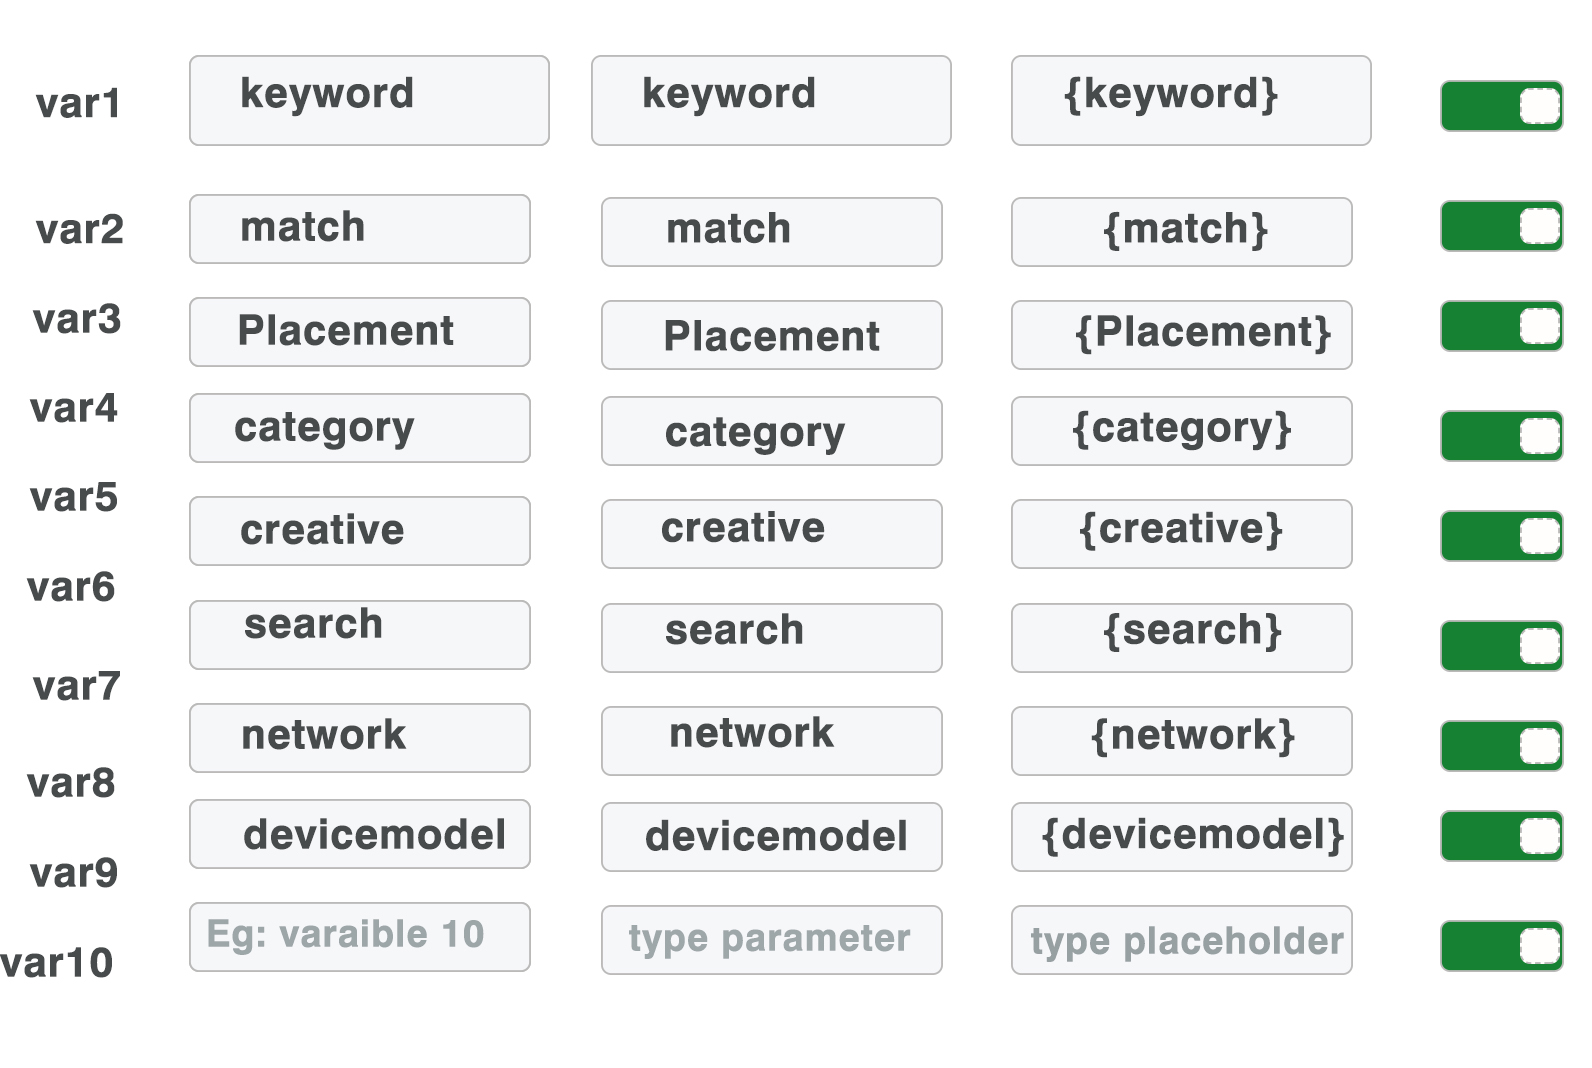 var1 keyword keyword {keyword}
var2 match match {match}
var3 Placement Placement {Placement}
var4 category category {category}
var5 creative creative {creative}
var6 search search {search}
var7 network network {network}
var8 devicemodel devicemodel {devicemodel}
var9 Eg: varaible 10 type parameter type placeholder
var10